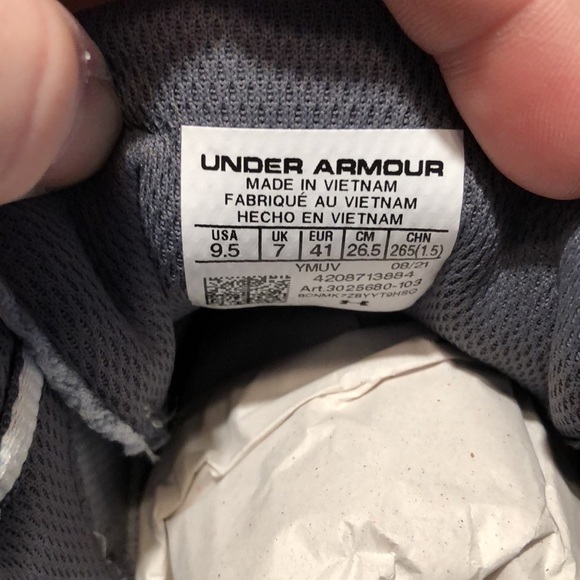 UNDER ARMOUR
MADE IN VIETNAM
FABRIQUÉ AU VIETNAM
HECHO EN VIETNAM
USA UK EUR CM CHN
9.5 7 41 26.5 265(1.5)
YMUV 08/21
4208713884
Art.3025680-103